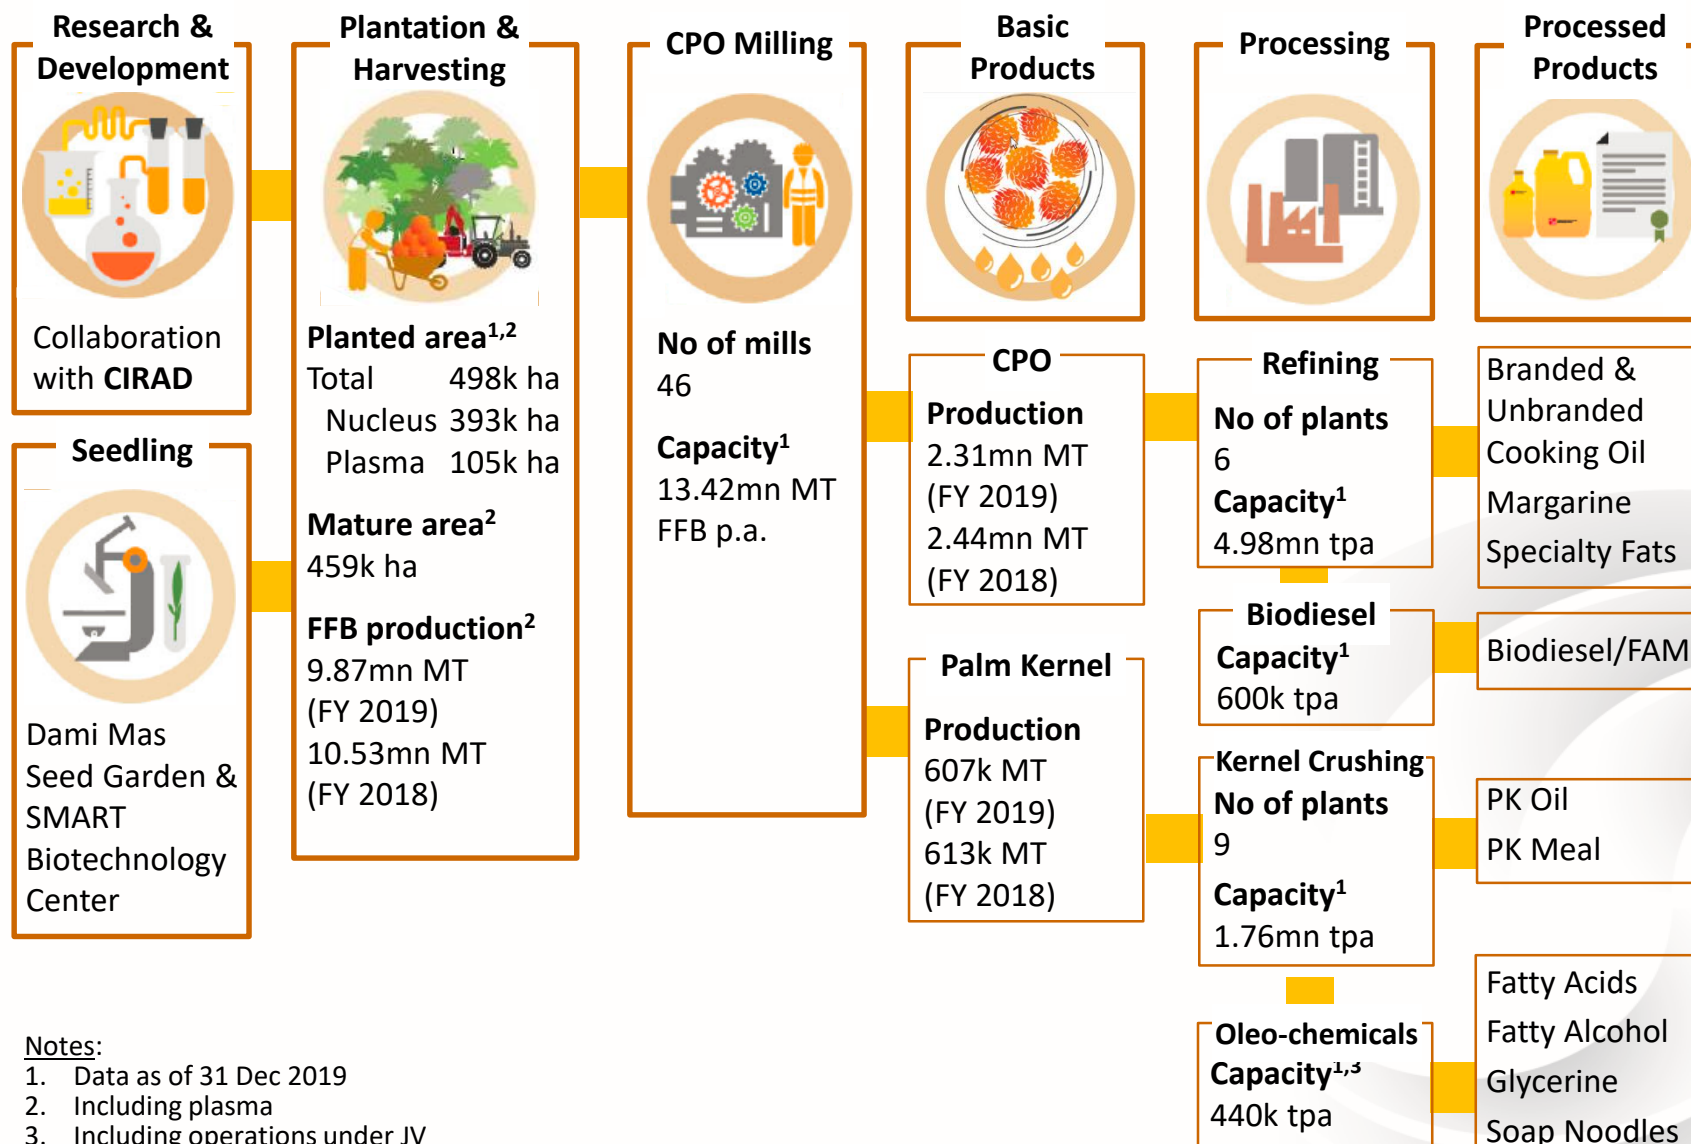 Research &
Development
Collaboration
with CIRAD
Seedling
Dami Mas
Seed Garden &
SMART
Biotechnology
Center
Plantation &
Harvesting
Planted area1,2
Total 498k ha
Nucleus 393k ha
Plasma 105k ha
Mature area2
459k ha
FFB production2
9.87mn MT
(FY 2019)
10.53mn MT
(FY 2018)
CPO Milling
No of mills
46
Capacity1
13.42mn MT
FFB p.a.
Basic
Products
CPO
Production
2.31mn MT
(FY 2019)
2.44mn MT
(FY 2018)
Palm Kernel
Production
607k MT
(FY 2019)
613k MT
(FY 2018)
Processing
Refining
No of plants
6
Capacity1
4.98mn tpa
Biodiesel
Capacity1
600k tpa
Kernel Crushing
No of plants
9
Capacity1
1.76mn tpa
Oleo-chemicals
Capacity1,3
440k tpa
Processed
Products
Branded &
Unbranded
Cooking Oil
Margarine
Specialty Fats
Biodiesel/FAM
PK Oil
PK Meal
Fatty Acids
Fatty Alcohol
Glycerine
Soap Noodles
Notes:
1. Data as of 31 Dec 2019
2. Including plasma
3. Including operations under JV